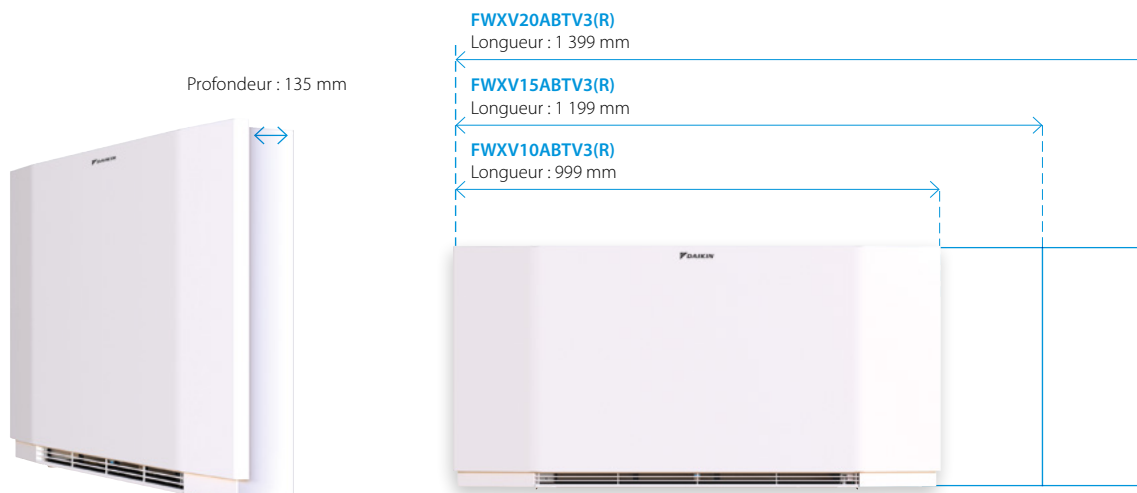 FWXV20ABTV3(R)
Longueur : 1 399 mm
Profondeur : 135 mm
FWXV15ABTV3(R)
Longueur : 1 199 mm
FWXV10ABTV3(R)
Longueur : 999 mm
DAIKIN
DAIKIN